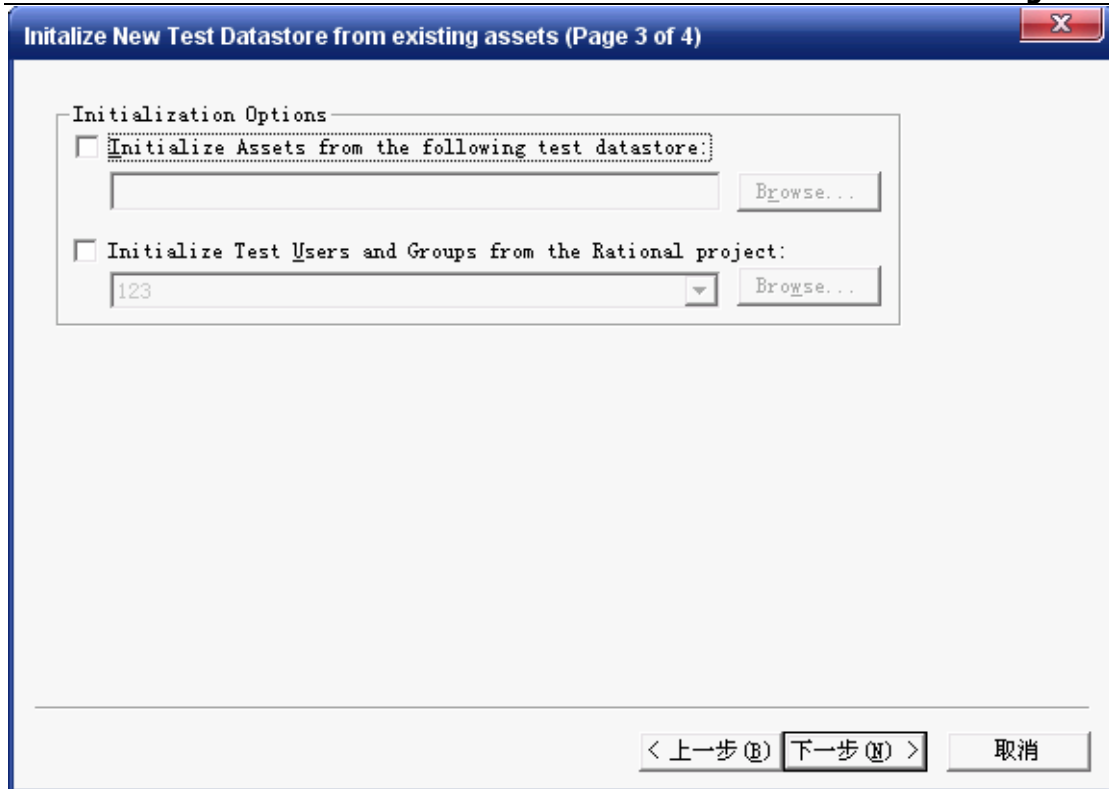 Initalize New Test Datastore from existing assets (Page 3 of 4)
Initialization Options
Initialize Assets from the following test datastore:
Browse...
Initialize Test Users and Groups from the Rational project:
123
Browse...
< 上一步(B) 下一步(N) > 取消